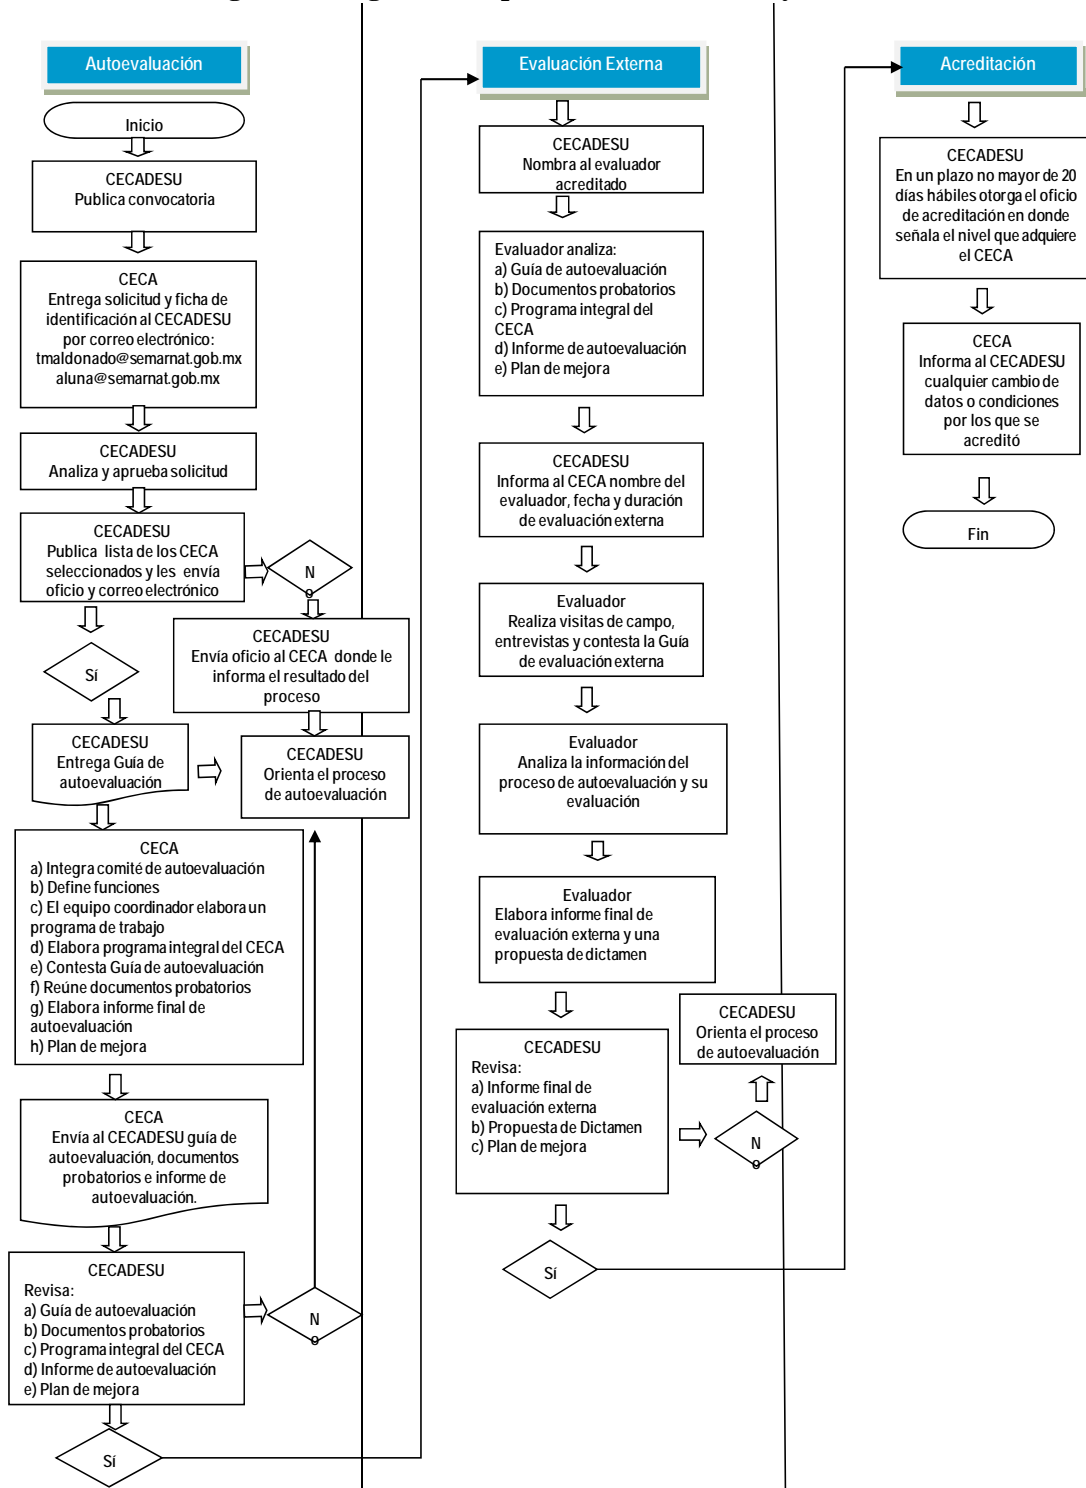 Autoevaluación
Inicio
CECADESU
Publica convocatoria
CECA
Entrega solicitud y ficha de
identificación al CECADESU
por correo electrónico:
tmaldonado@semarnat.gob.mx
aluna@semarnat.gob.mx
CECADESU
Analiza y aprueba solicitud
CECADESU
Publica lista de los CECA
seleccionados y les envía
oficio y correo electrónico
N
o
Sí
CECADESU
Envía oficio al CECA donde le
informa el resultado del
proceso
CECADESU
Entrega Guía de
autoevaluación
CECADESU
Orienta el proceso
de autoevaluación
CECA
a) Integra comité de autoevaluación
b) Define funciones
c) El equipo coordinador elabora un
programa de trabajo
d) Elabora programa integral del CECA
e) Contesta Guía de autoevaluación
f) Reúne documentos probatorios
g) Elabora informe final de
autoevaluación
h) Plan de mejora
CECA
Envía al CECADESU guía de
autoevaluación, documentos
probatorios e informe de
autoevaluación.
CECADESU
Revisa:
a) Guía de autoevaluación
b) Documentos probatorios
c) Programa integral del CECA
d) Informe de autoevaluación
e) Plan de mejora
N
o
Sí
Evaluación Externa
CECADESU
Nombra al evaluador
acreditado
Evaluador analiza:
a) Guía de autoevaluación
b) Documentos probatorios
c) Programa integral del
CECA
d) Informe de autoevaluación
e) Plan de mejora
CECADESU
Informa al CECA nombre del
evaluador, fecha y duración
de evaluación externa
Evaluador
Realiza visitas de campo,
entrevistas y contesta la Guía
de evaluación externa
Evaluador
Analiza la información del
proceso de autoevaluación y su
evaluación
Evaluador
Elabora informe final de
evaluación externa y una
propuesta de dictamen
CECADESU
Revisa:
a) Informe final de
evaluación externa
b) Propuesta de Dictamen
c) Plan de mejora
CECADESU
Orienta el proceso
de autoevaluación
N
o
Sí
Acreditación
CECADESU
En un plazo no mayor de 20
días hábiles otorga el oficio
de acreditación en donde
señala el nivel que adquiere
el CECA
CECA
Informa al CECADESU
cualquier cambio de
datos o condiciones
por los que se
acreditó
Fin